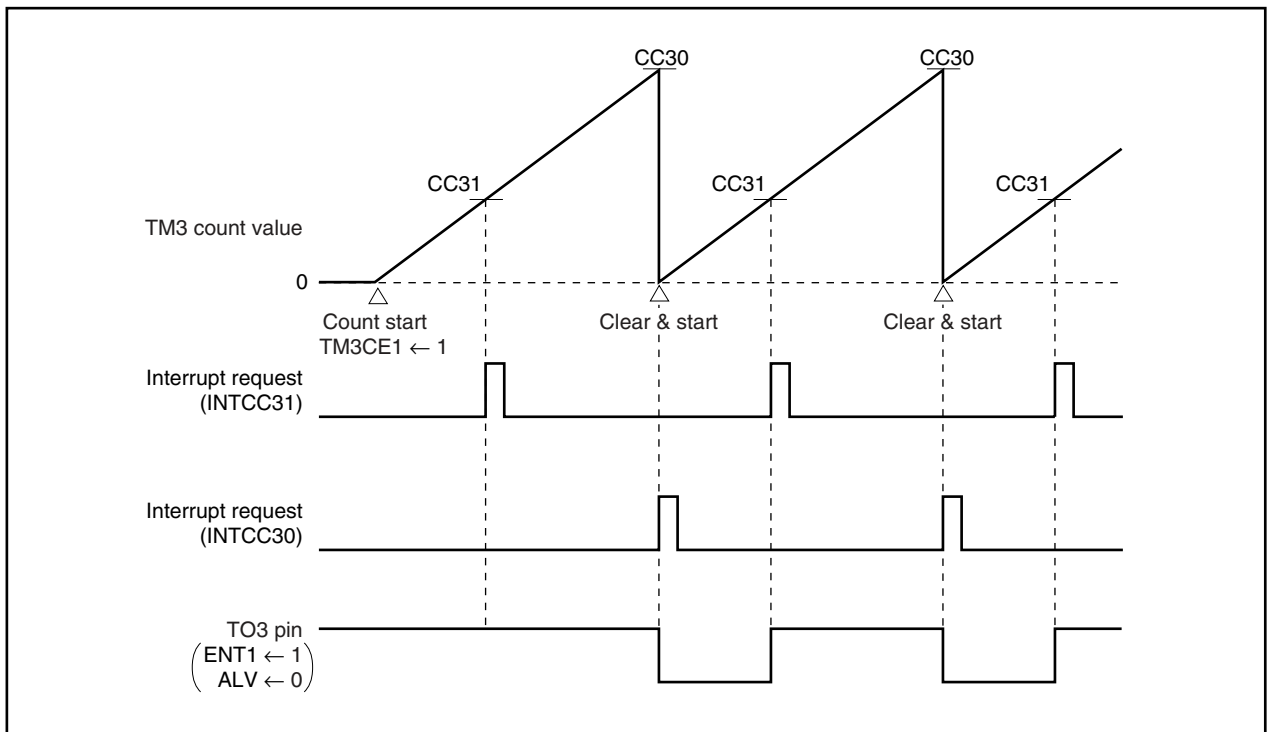 CC30 CC30
CC31 CC31 CC31
TM3 count value
0
Count start Clear & start Clear & start
TM3CE1 ← 1
Interrupt request
(INTCC31)
Interrupt request
(INTCC30)
TO3 pin
ENT1 ← 1
ALV ← 0